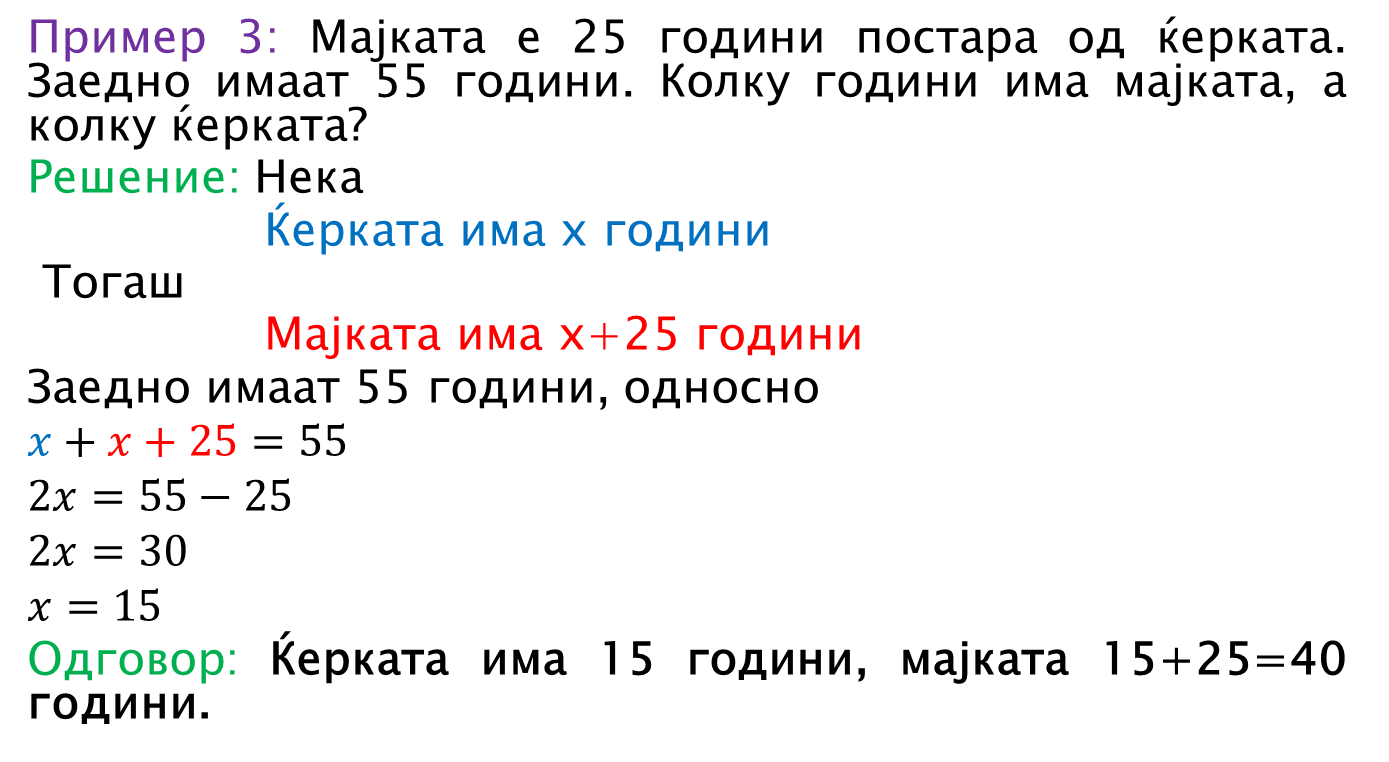 Пример 3: Мајката е 25 години постара од ќерката.
Заедно имаат 55 години. Колку години има мајката, а
колку ќерката?
Решение: Нека
Ќерката има x години
Тогаш
Мајката има x+25 години
Заедно имаат 55 години, односно
x + x + 25 = 55
2x = 55 − 25
2x = 30
x = 15
Одговор: Ќерката има 15 години, мајката 15+25=40
години.